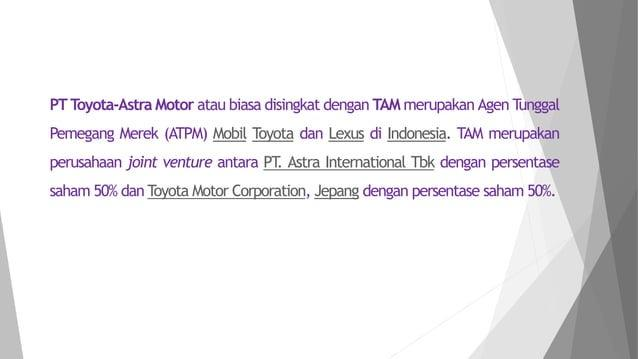 PT Toyota-Astra Motor atau biasa disingkat dengan TAM merupakan Agen Tunggal
Pemegang Merek (ATPM) Mobil Toyota dan Lexus di Indonesia. TAM merupakan
perusahaan joint venture antara PT. Astra International Tbk dengan persentase
saham 50% dan Toyota Motor Corporation, Jepang dengan persentase saham 50%.